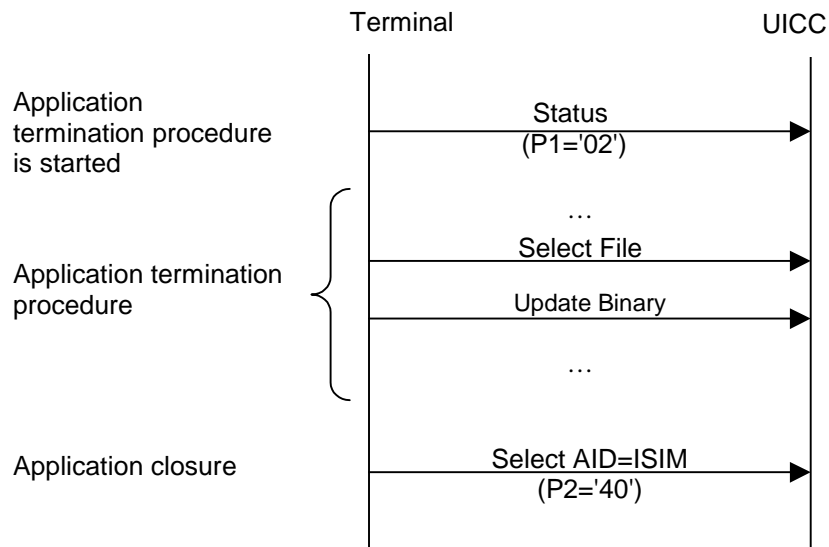 Terminal
UICC
Application
termination procedure
is started
Status
(P1='02')
…
Select File
Application termination
procedure
Update Binary
…
Application closure
Select AID=ISIM
(P2='40')